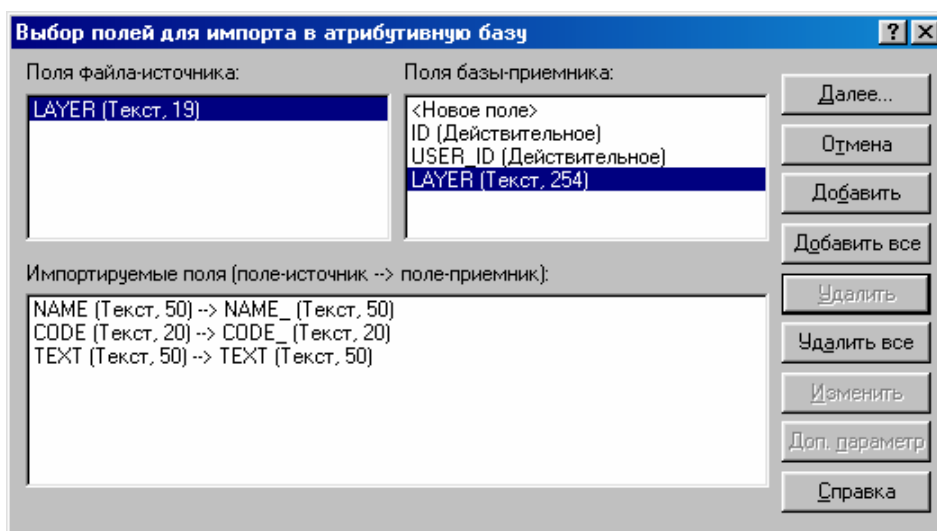 Выбор полей для импорта в атрибутивную базу
Поля файла-источника:
LAYER (Текст, 19)
Поля базы-приемника:
<Новое поле>
ID (Действительное)
USER_ID (Действительное)
LAYER (Текст, 254)
Импортируемые поля (поле-источник --> поле-приемник):
NAME (Текст, 50) --> NAME_ (Текст, 50)
CODE (Текст, 20) --> CODE_ (Текст, 20)
TEXT (Текст, 50) --> TEXT (Текст, 50)
Далее...
Отмена
Добавить
Добавить все
Удалить
Удалить все
Изменить
Доп. параметр
Справка